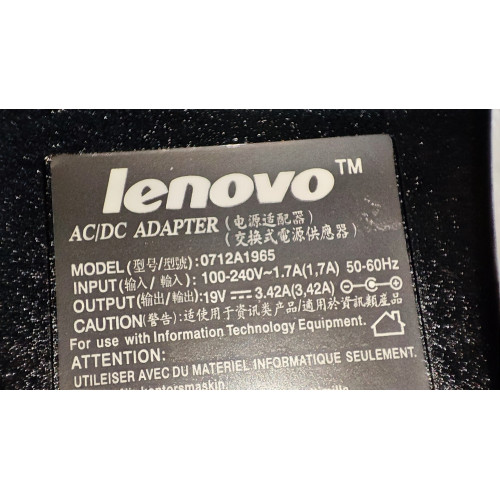 lenovo™
AC/DC ADAPTER (电源适配器)
(交换式電源供應器)
MODEL (型号/型號):0712A1965
INPUT (输入 / 輸入) : 100-240V~1.7A(1,7A) 50-60Hz
OUTPUT (输出/輸出):19V 3.42A(3,42A)
CAUTION(警告):适使用于资讯类产品/適用於資訊類産品
For use with Information Technology Equipment.
ATTENTION:
UTILEISER AVEC DU MATERIEL INFORMATIQUE SEULEMENT.
kontorsmaskin.